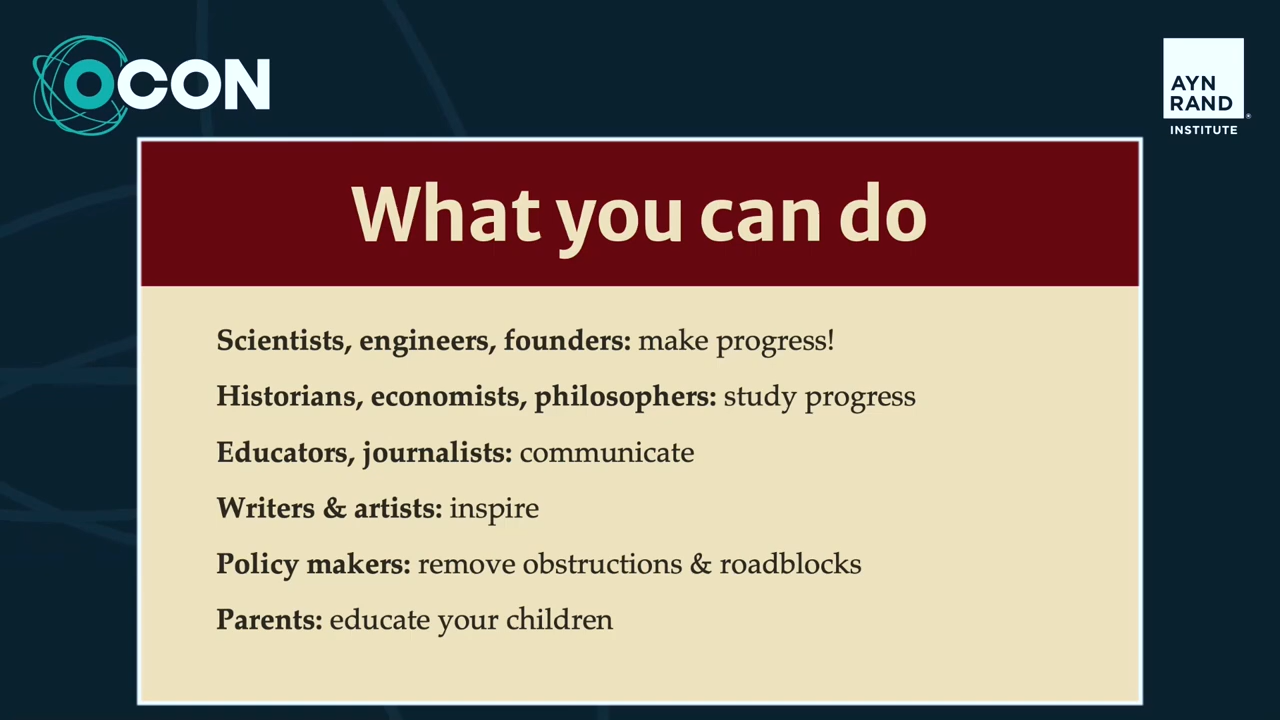 OCON
AYN
RAND
INSTITUTE
What you can do
Scientists, engineers, founders: make progress!
Historians, economists, philosophers: study progress
Educators, journalists: communicate
Writers & artists: inspire
Policy makers: remove obstructions & roadblocks
Parents: educate your children